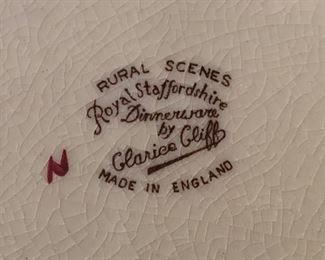 RURAL SCENES
Royal Staffordshire
Dinnerware
by
Clarice Cliff
MADE IN ENGLAND
N